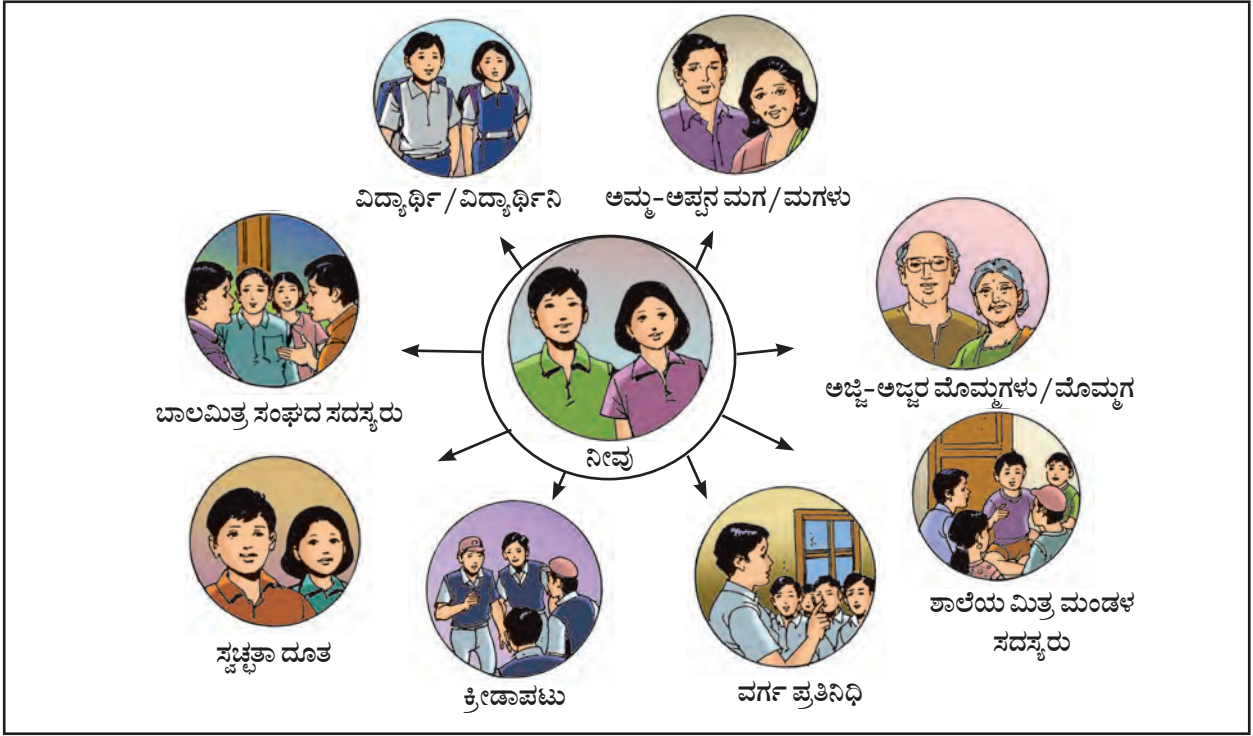 ವಿದ್ಯಾರ್ಥಿ/ವಿದ್ಯಾರ್ಥಿನಿ
ಅಮ್ಮ-ಅಪ್ಪನ ಮಗ/ಮಗಳು
ಬಾಲಮಿತ್ರ ಸಂಘದ ಸದಸ್ಯರು
ಅಜ್ಜಿ-ಅಜ್ಜರ ಮೊಮ್ಮಗಳು/ಮೊಮ್ಮಗ
ನೀವು
ಸ್ವಚ್ಛತಾ ದೂತ
ಕ್ರೀಡಾಪಟು
ವರ್ಗ ಪ್ರತಿನಿಧಿ
ಶಾಲೆಯ ಮಿತ್ರ ಮಂಡಳ
ಸದಸ್ಯರು